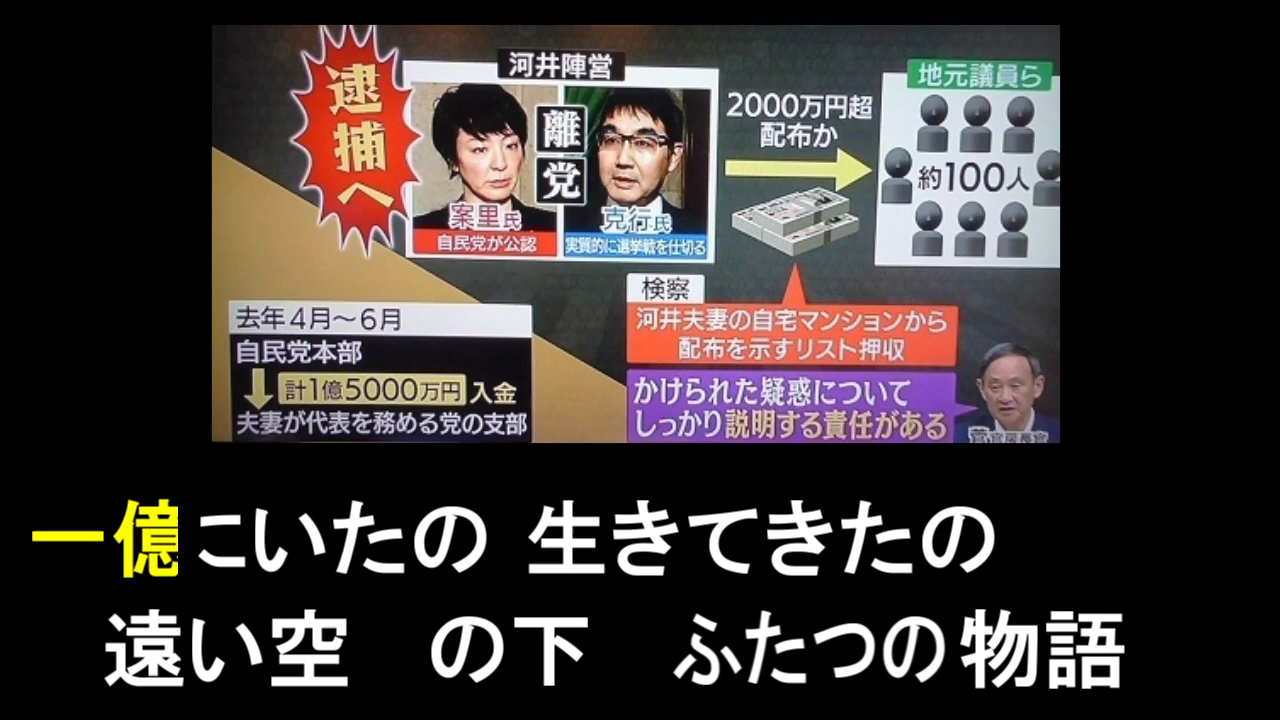 逮捕へ
河井陣営
離党
案里氏
自民党が公認
克行氏
実質的に選挙戦を仕切る
2000万円超
配布か
地元議員ら
約100人
検察
河井夫妻の自宅マンションから
配布を示すリスト押収
去年4月～6月
自民党本部
計1億5000万円入金
夫妻が代表を務める党の支部
かけられた疑惑について
しっかり説明する責任がある
菅官房長官
一億にいたの 生きてきたの
遠い空 の下 ふたつの物語